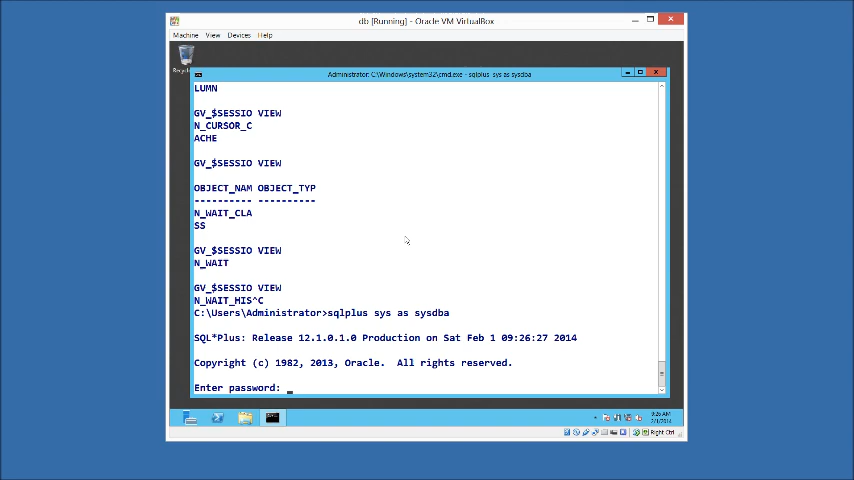 db [Running] - Oracle VM VirtualBox
Machine View Devices Help
Recycle
Administrator: C:\Windows\system32\cmd.exe - sqlplus sys as sysdba
LUMN
GV_$SESSIO VIEW
N_CURSOR_C
ACHE
GV_$SESSIO VIEW
OBJECT_NAM OBJECT_TYP
---------- ----------
N_WAIT_CLA
SS
GV_$SESSIO VIEW
N_WAIT
GV_$SESSIO VIEW
N_WAIT_HIS^C
C:\Users\Administrator>sqlplus sys as sysdba
SQL*Plus: Release 12.1.0.1.0 Production on Sat Feb 1 09:26:27 2014
Copyright (c) 1982, 2013, Oracle.  All rights reserved.
Enter password:
9:26 AM
2/1/2014
Right Ctrl